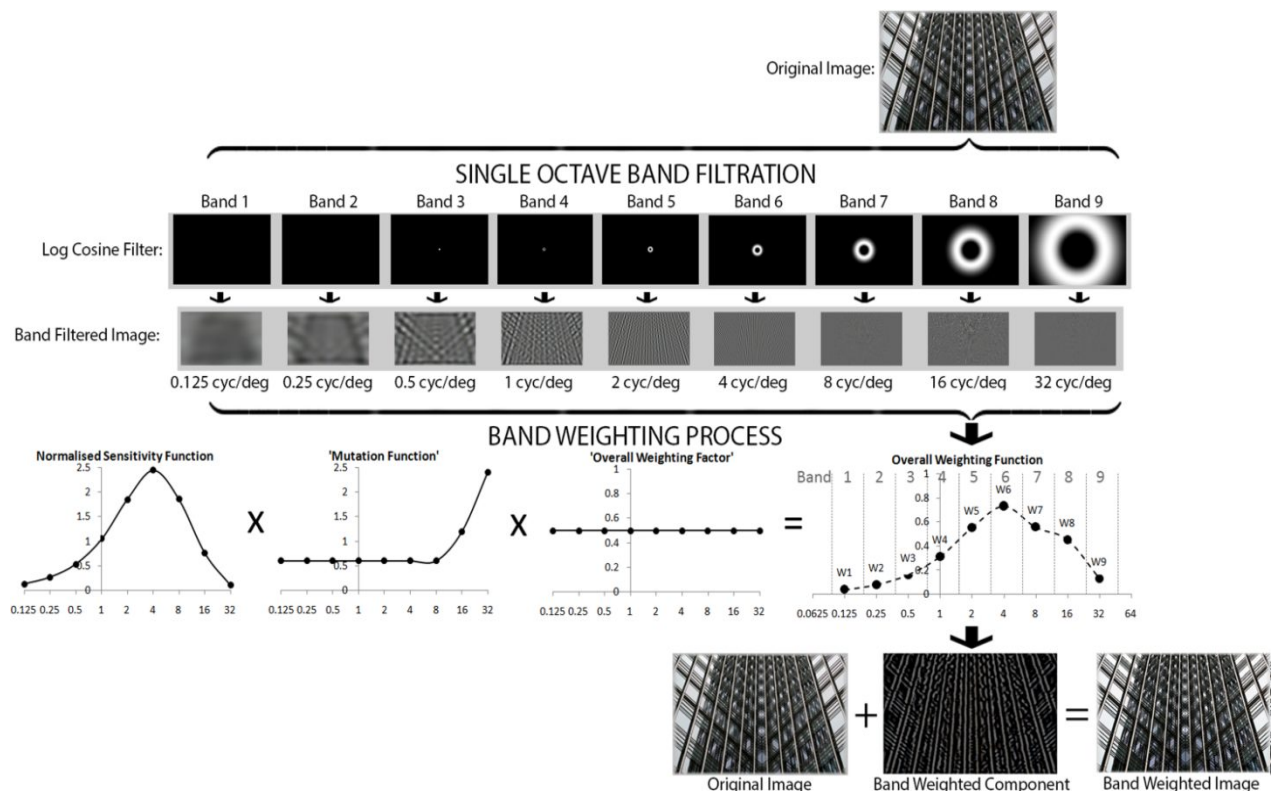 Original Image:
SINGLE OCTAVE BAND FILTRATION
Band 1 Band 2 Band 3 Band 4 Band 5 Band 6 Band 7 Band 8 Band 9
Log Cosine Filter:
Band Filtered Image:
0.125 cyc/deg 0.25 cyc/deg 0.5 cyc/deg 1 cyc/deg 2 cyc/deg 4 cyc/deg 8 cyc/deg 16 cyc/deg 32 cyc/deg
BAND WEIGHTING PROCESS
Normalised Sensitivity Function
2.5
2
1.5
1
0.5
0
0.125 0.25 0.5 1 2 4 8 16 32
X
'Mutation Function'
2.5
2
1.5
1
0.5
0
0.125 0.25 0.5 1 2 4 8 16 32
X
'Overall Weighting Factor'
1
0.8
0.6
0.4
0.2
0
0.125 0.25 0.5 1 2 4 8 16 32
=
Overall Weighting Function
Band 1 2 3 4 5 6 7 8 9
1
0.8
0.6
0.4
0.2
0
W1 W2 W3 W4 W5 W6 W7 W8 W9
0.0625 0.125 0.25 0.5 1 2 4 8 16 32 64
+ =
Original Image Band Weighted Component Band Weighted Image